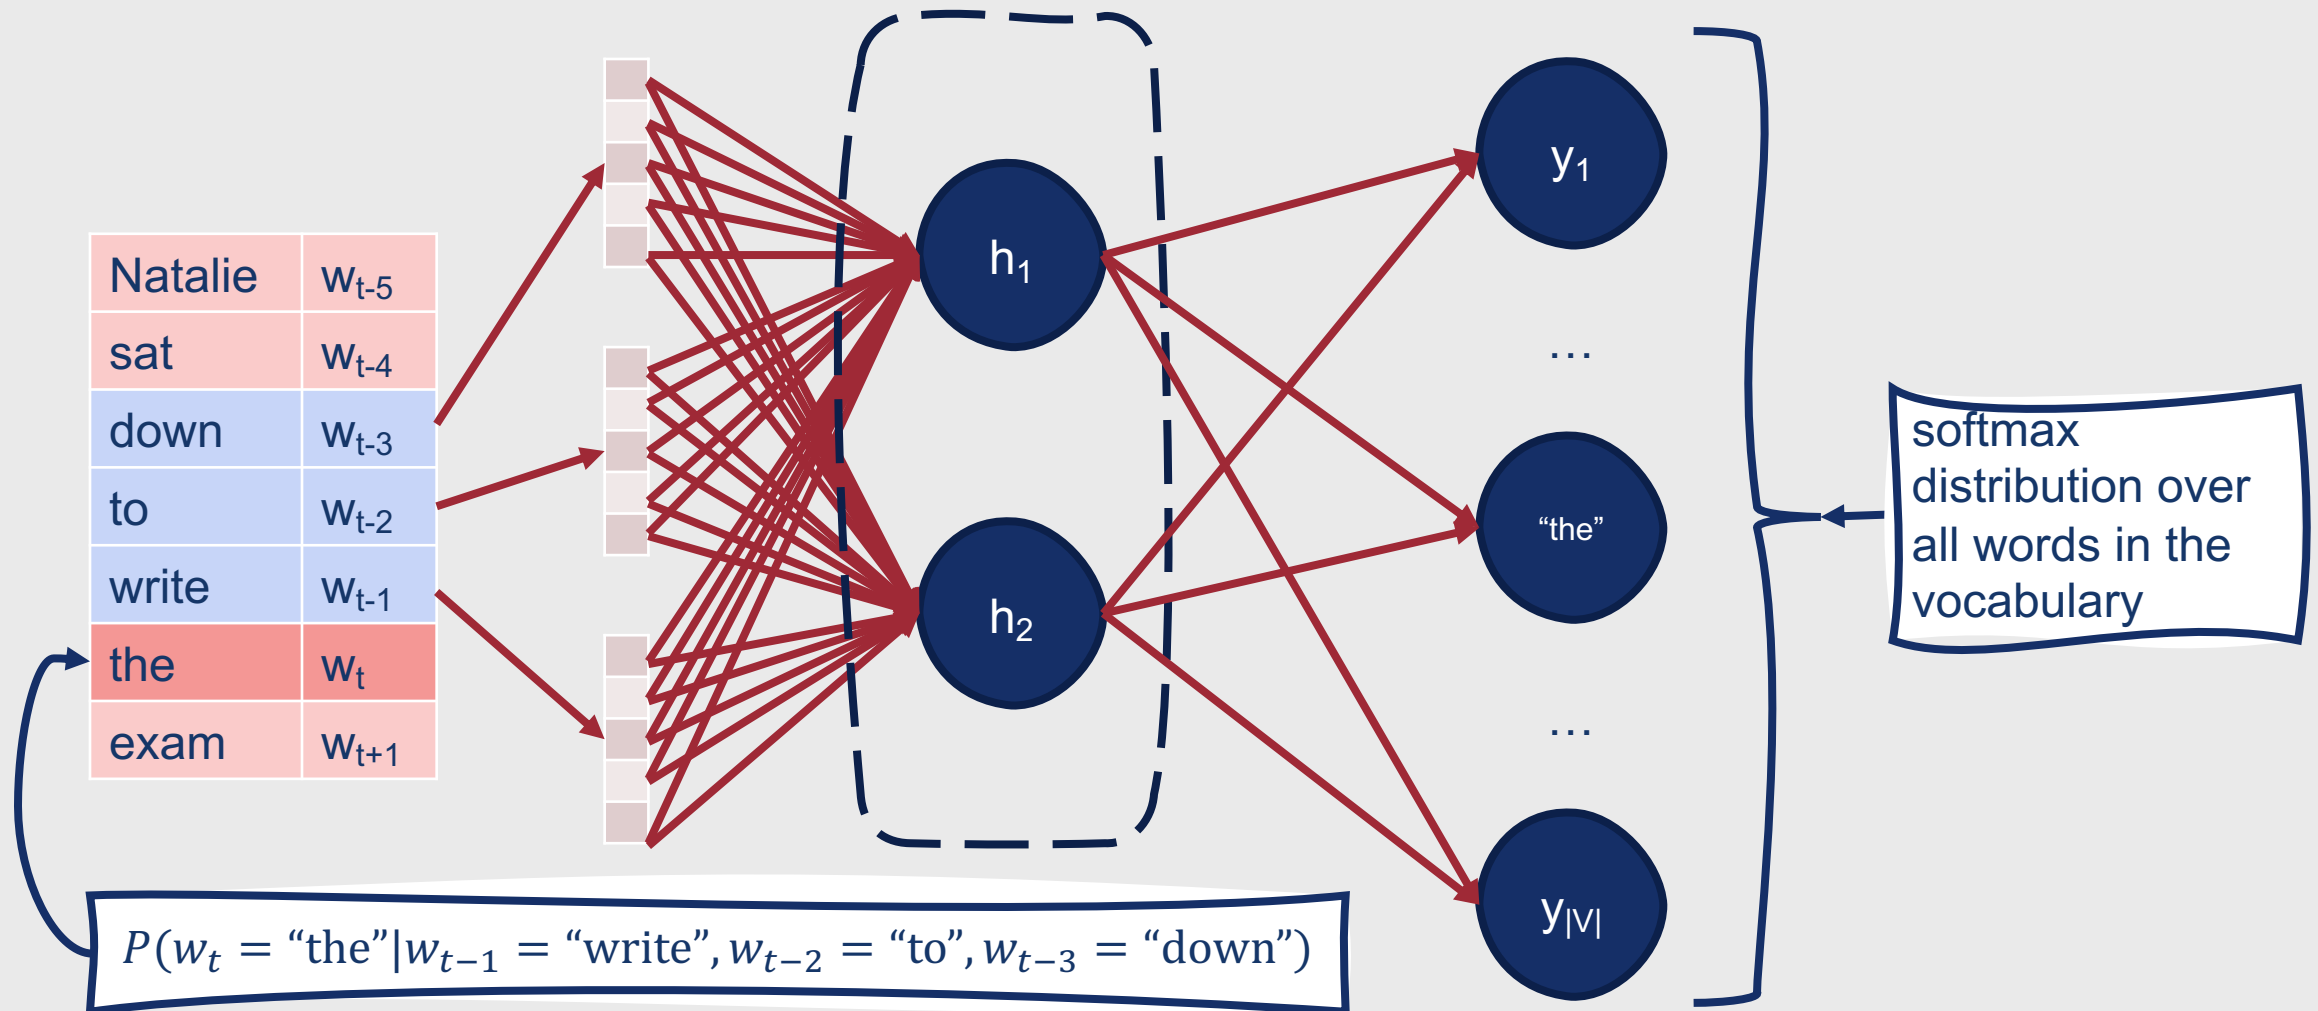 Natalie w_{t-5}
sat w_{t-4}
down w_{t-3}
to w_{t-2}
write w_{t-1}
the w_t
exam w_{t+1}
h_1
h_2
y_1
…
“the”
…
y_{|V|}
softmax
distribution over
all words in the
vocabulary
P(w_t = “the”|w_{t−1} = “write”, w_{t−2} = “to”, w_{t−3} = “down”)